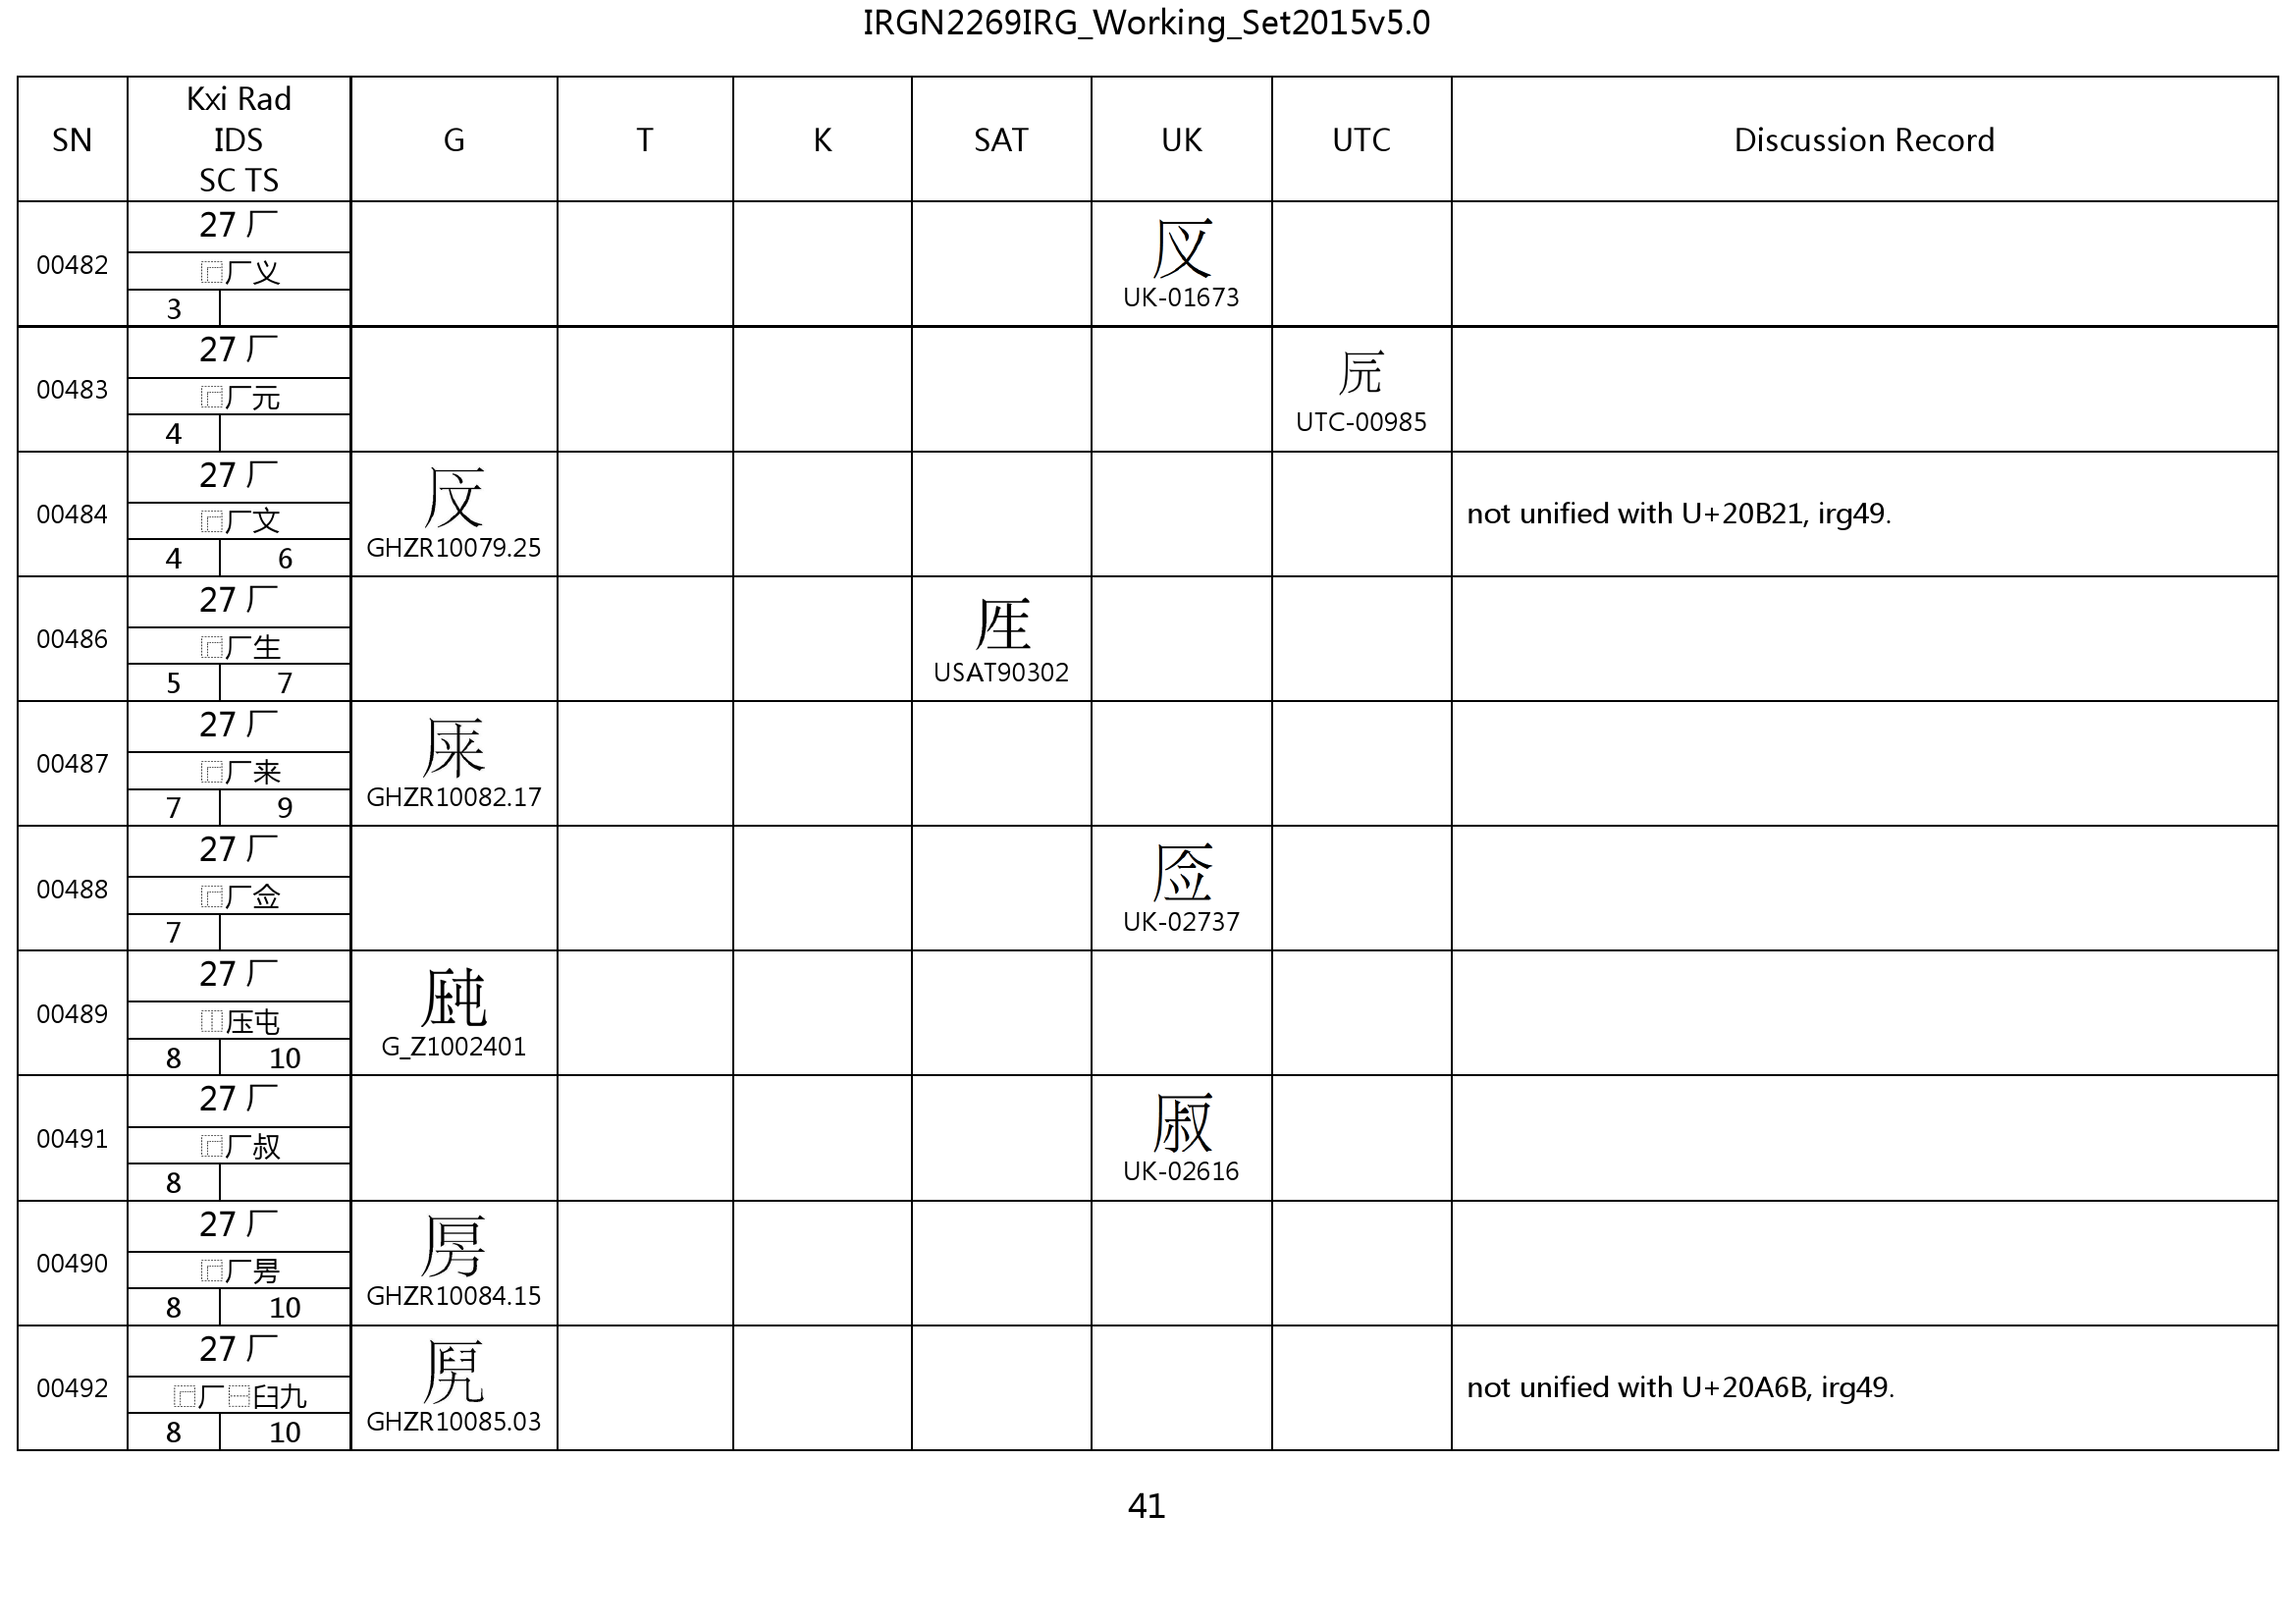 IRGN2269IRG_Working_Set2015v5.0
SN Kxi Rad IDS SC TS G T K SAT UK UTC Discussion Record
00482 27 厂 ⿸厂义 3 UK-01673
00483 27 厂 ⿸厂元 4 UTC-00985
00484 27 厂 ⿸厂文 4 6 GHZR10079.25 not unified with U+20B21, irg49.
00486 27 厂 ⿸厂生 5 7 USAT90302
00487 27 厂 ⿸厂来 7 9 GHZR10082.17
00488 27 厂 ⿸厂佥 7 UK-02737
00489 27 厂 ⿰压屯 8 10 G_Z1002401
00491 27 厂 ⿸厂叔 8 UK-02616
00490 27 厂 ⿸厂昮 8 10 GHZR10084.15
00492 27 厂 ⿸厂⿱臼九 8 10 GHZR10085.03 not unified with U+20A6B, irg49.
41